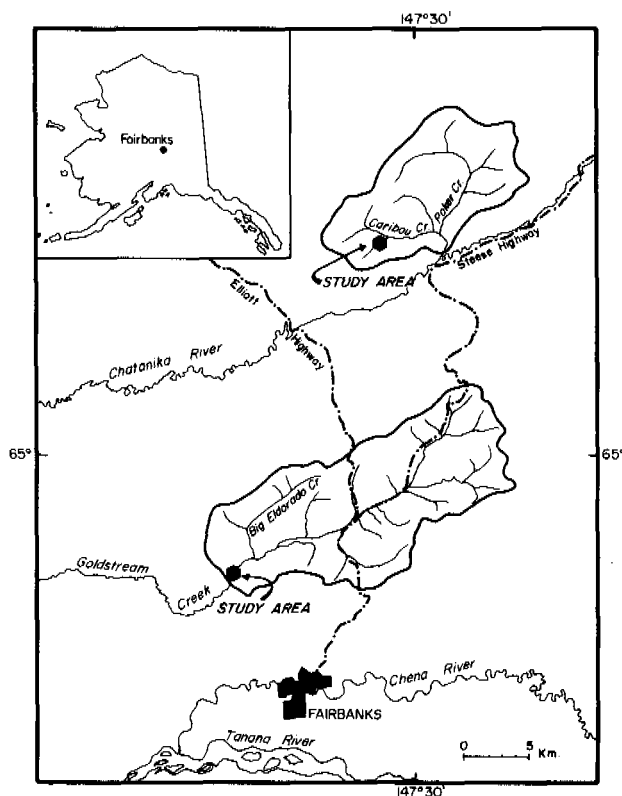 147°30'
Fairbanks
Poker Cr
Caribou Cr
Steese Highway
STUDY AREA
Elliott
Highway
Chatanika River
65°
65°
Big Eldorado Cr
Goldstream
Creek
STUDY AREA
Chena River
FAIRBANKS
Tanana River
0 5
Km.
147°30'